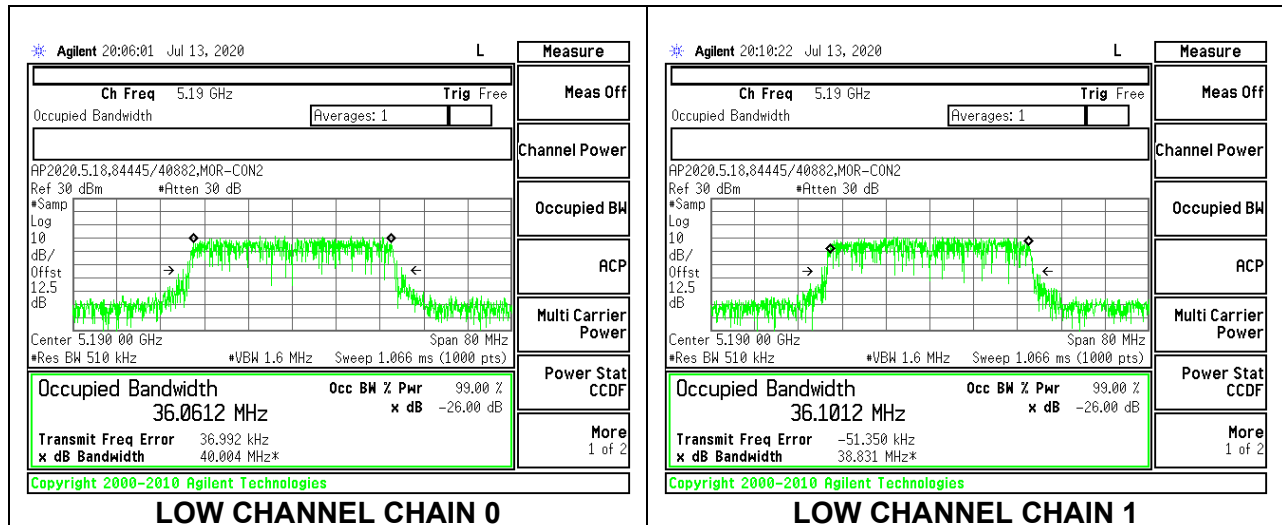 Agilent 20:06:01 Jul 13, 2020 L Measure
Ch Freq 5.19 GHz Trig Free
Occupied Bandwidth Averages: 1
AP2020.5.18,84445/40882,MOR-CON2
Ref 30 dBm #Atten 30 dB
#Samp
Log
10
dB/
Offst
12.5
dB
Center 5.190 00 GHz Span 80 MHz
#Res BW 510 kHz #VBW 1.6 MHz Sweep 1.066 ms (1000 pts)
Occupied Bandwidth Occ BW % Pwr 99.00 %
36.0612 MHz x dB -26.00 dB
Transmit Freq Error 36.992 kHz
x dB Bandwidth 40.004 MHz*
Copyright 2000-2010 Agilent Technologies
Meas Off
Channel Power
Occupied BW
ACP
Multi Carrier
Power
Power Stat
CCDF
More
1 of 2
LOW CHANNEL CHAIN 0
Agilent 20:10:22 Jul 13, 2020 L Measure
Ch Freq 5.19 GHz Trig Free
Occupied Bandwidth Averages: 1
AP2020.5.18,84445/40882,MOR-CON2
Ref 30 dBm #Atten 30 dB
#Samp
Log
10
dB/
Offst
12.5
dB
Center 5.190 00 GHz Span 80 MHz
#Res BW 510 kHz #VBW 1.6 MHz Sweep 1.066 ms (1000 pts)
Occupied Bandwidth Occ BW % Pwr 99.00 %
36.1012 MHz x dB -26.00 dB
Transmit Freq Error -51.350 kHz
x dB Bandwidth 38.831 MHz*
Copyright 2000-2010 Agilent Technologies
Meas Off
Channel Power
Occupied BW
ACP
Multi Carrier
Power
Power Stat
CCDF
More
1 of 2
LOW CHANNEL CHAIN 1